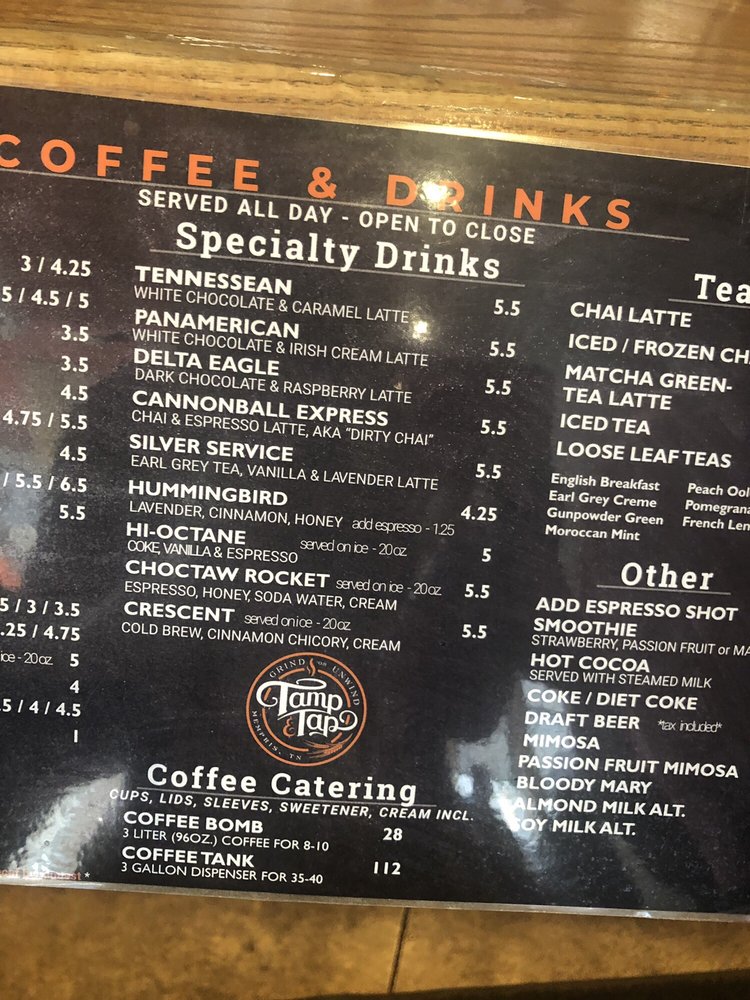 COFFEE & DRINKS
SERVED ALL DAY - OPEN TO CLOSE
3 / 4.25
5 / 4.5 / 5
3.5
3.5
4.5
4.75 / 5.5
4.5
/ 5.5 / 6.5
5.5
5 / 3 / 3.5
.25 / 4.75
ice - 20 oz 5
4
.5 / 4 / 4.5
1
Specialty Drinks
TENNESSEAN 5.5
WHITE CHOCOLATE & CARAMEL LATTE
PANAMERICAN 5.5
WHITE CHOCOLATE & IRISH CREAM LATTE
DELTA EAGLE 5.5
DARK CHOCOLATE & RASPBERRY LATTE
CANNONBALL EXPRESS 5.5
CHAI & ESPRESSO LATTE, AKA "DIRTY CHAI"
SILVER SERVICE 5.5
EARL GREY TEA, VANILLA & LAVENDER LATTE
HUMMINGBIRD 4.25
LAVENDER, CINNAMON, HONEY add espresso - 1.25
HI-OCTANE served on ice - 20 oz 5
COKE, VANILLA & ESPRESSO
CHOCTAW ROCKET served on ice - 20 oz 5.5
ESPRESSO, HONEY, SODA WATER, CREAM
CRESCENT served on ice - 20 oz 5.5
COLD BREW, CINNAMON CHICORY, CREAM
GRIND on UNWIND
Tamp & Tap
MEMPHIS, TN
Coffee Catering
CUPS, LIDS, SLEEVES, SWEETENER, CREAM INCL.
COFFEE BOMB 28
3 LITER (96OZ.) COFFEE FOR 8-10
COFFEE TANK 112
3 GALLON DISPENSER FOR 35-40
Tea
CHAI LATTE
ICED / FROZEN CH
MATCHA GREEN-
TEA LATTE
ICED TEA
LOOSE LEAF TEAS
English Breakfast
Earl Grey Creme
Gunpowder Green
Moroccan Mint
Peach Ool
Pomegrana
French Lem
Other
ADD ESPRESSO SHOT
SMOOTHIE
STRAWBERRY, PASSION FRUIT or MA
HOT COCOA
SERVED WITH STEAMED MILK
COKE / DIET COKE
DRAFT BEER *tax included*
MIMOSA
PASSION FRUIT MIMOSA
BLOODY MARY
ALMOND MILK ALT.
SOY MILK ALT.